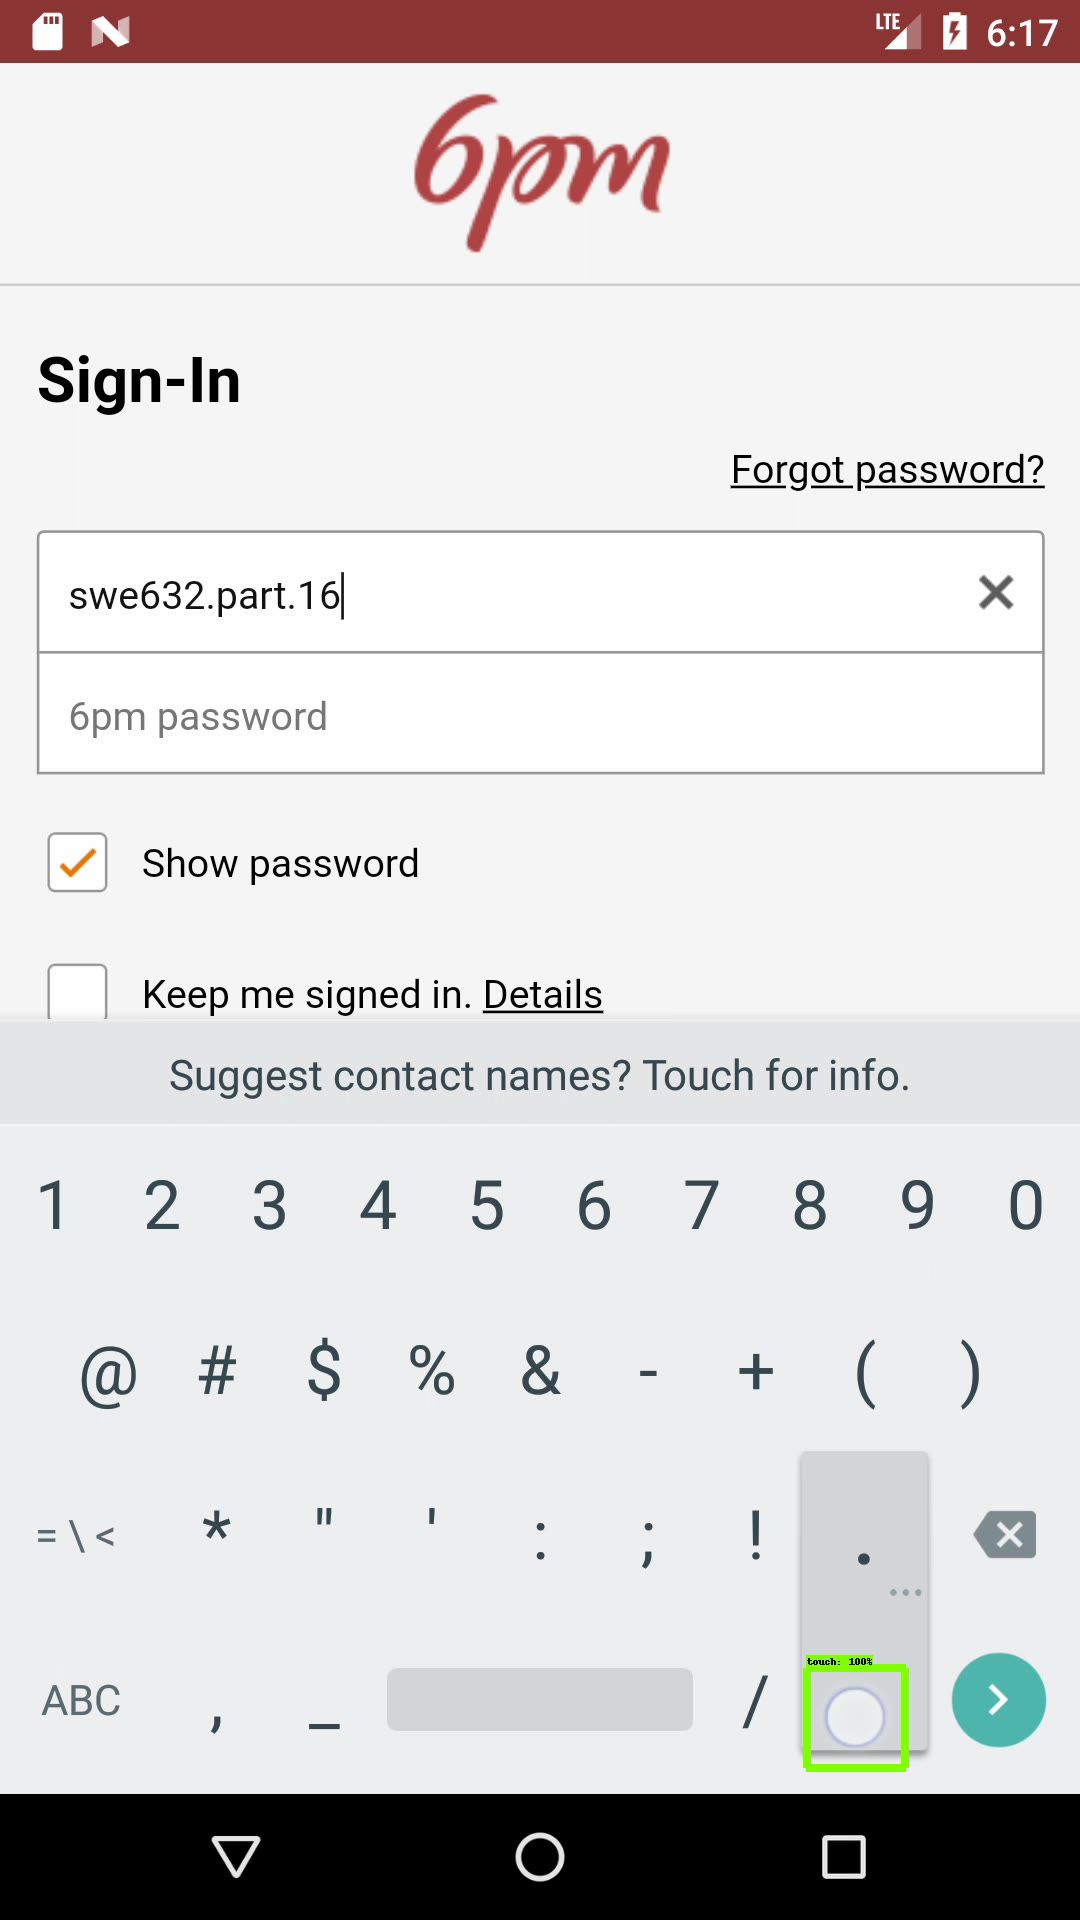 LTE 6:17
6pm
Sign-In
Forgot password?
swe632.part.16
6pm password
Show password
Keep me signed in. Details
Suggest contact names? Touch for info.
1 2 3 4 5 6 7 8 9 0
@ # $ % & - + ( )
= \ < * " ' : ; ! .
touch: 100%
ABC , _ /